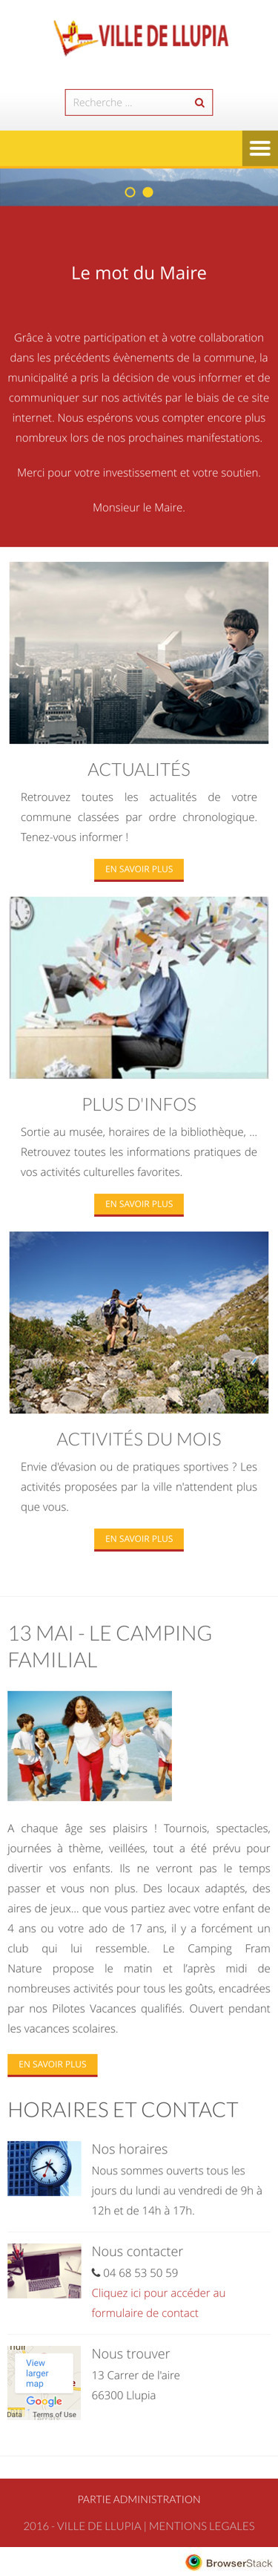 VILLE DE LLUPIA
Recherche ...
Le mot du Maire
Grâce à votre participation et à votre collaboration
dans les précédents évènements de la commune, la
municipalité a pris la décision de vous informer et de
communiquer sur nos activités par le biais de ce site
internet. Nous espérons vous compter encore plus
nombreux lors de nos prochaines manifestations.
Merci pour votre investissement et votre soutien.
Monsieur le Maire.
ACTUALITÉS
Retrouvez toutes les actualités de votre
commune classées par ordre chronologique.
Tenez-vous informer !
EN SAVOIR PLUS
PLUS D'INFOS
Sortie au musée, horaires de la bibliothèque, ...
Retrouvez toutes les informations pratiques de
vos activités culturelles favorites.
EN SAVOIR PLUS
ACTIVITÉS DU MOIS
Envie d'évasion ou de pratiques sportives ? Les
activités proposées par la ville n'attendent plus
que vous.
EN SAVOIR PLUS
13 MAI - LE CAMPING
FAMILIAL
A chaque âge ses plaisirs ! Tournois, spectacles,
journées à thème, veillées, tout a été prévu pour
divertir vos enfants. Ils ne verront pas le temps
passer et vous non plus. Des locaux adaptés, des
aires de jeux... que vous partiez avec votre enfant de
4 ans ou votre ado de 17 ans, il y a forcément un
club qui lui ressemble. Le Camping Fram
Nature propose le matin et l'après midi de
nombreuses activités pour tous les goûts, encadrées
par nos Pilotes Vacances qualifiés. Ouvert pendant
les vacances scolaires.
EN SAVOIR PLUS
HORAIRES ET CONTACT
Nos horaires
Nous sommes ouverts tous les
jours du lundi au vendredi de 9h à
12h et de 14h à 17h.
Nous contacter
04 68 53 50 59
Cliquez ici pour accéder au
formulaire de contact
Nous trouver
13 Carrer de l'aire
66300 Llupia
View
larger
map
Google
Data Terms of Use
PARTIE ADMINISTRATION
2016 - VILLE DE LLUPIA | MENTIONS LEGALES
BrowserStack